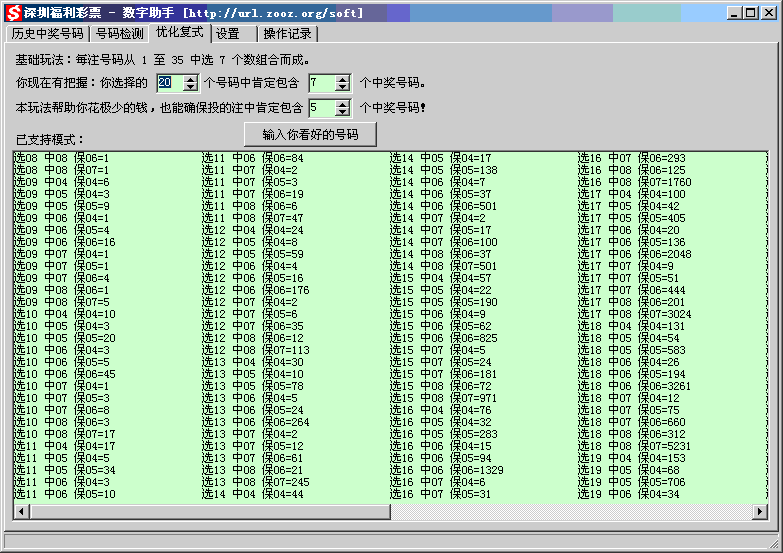 深圳福利彩票 - 数字助手 [http://url.zooz.org/soft]
历史中奖号码 号码检测 优化复式 设置 操作记录
基础玩法：每注号码从 1 至 35 中选 7 个数组合而成。
你现在有把握：你选择的 20 个号码中肯定包含 7 个中奖号码。
本玩法帮助你花极少的钱，也能确保投的注中肯定包含 5 个中奖号码!
已支持模式：
输入你看好的号码
选08 中08 保06=1
选08 中08 保07=1
选09 中04 保04=6
选09 中05 保04=3
选09 中05 保05=9
选09 中06 保04=1
选09 中06 保05=4
选09 中06 保06=16
选09 中07 保04=1
选09 中07 保05=1
选09 中07 保06=4
选09 中08 保06=1
选09 中08 保07=5
选10 中04 保04=10
选10 中05 保04=3
选10 中05 保05=20
选10 中06 保04=3
选10 中06 保05=5
选10 中06 保06=45
选10 中07 保04=1
选10 中07 保05=3
选10 中07 保06=8
选10 中08 保06=3
选10 中08 保07=17
选11 中04 保04=17
选11 中05 保04=5
选11 中05 保05=34
选11 中06 保04=3
选11 中06 保05=10
选11 中06 保06=84
选11 中07 保04=2
选11 中07 保05=3
选11 中07 保06=19
选11 中08 保06=6
选11 中08 保07=47
选12 中04 保04=24
选12 中05 保04=8
选12 中05 保05=59
选12 中06 保04=4
选12 中06 保05=16
选12 中06 保06=176
选12 中07 保04=2
选12 中07 保05=6
选12 中07 保06=35
选12 中08 保06=12
选12 中08 保07=113
选13 中04 保04=30
选13 中05 保04=10
选13 中05 保05=78
选13 中06 保04=5
选13 中06 保05=24
选13 中06 保06=264
选13 中07 保04=2
选13 中07 保05=12
选13 中07 保06=61
选13 中08 保06=21
选13 中08 保07=245
选14 中04 保04=44
选14 中05 保04=17
选14 中05 保05=138
选14 中06 保04=7
选14 中06 保05=37
选14 中06 保06=501
选14 中07 保04=2
选14 中07 保05=17
选14 中07 保06=100
选14 中08 保06=37
选14 中08 保07=501
选15 中04 保04=57
选15 中05 保04=22
选15 中05 保05=190
选15 中06 保04=9
选15 中06 保05=62
选15 中06 保06=825
选15 中07 保04=5
选15 中07 保05=24
选15 中07 保06=181
选15 中08 保06=72
选15 中08 保07=971
选16 中04 保04=76
选16 中05 保04=32
选16 中05 保05=283
选16 中06 保04=15
选16 中06 保05=94
选16 中06 保06=1329
选16 中07 保04=6
选16 中07 保05=31
选16 中07 保06=293
选16 中08 保06=125
选16 中08 保07=1760
选17 中04 保04=100
选17 中05 保04=42
选17 中05 保05=405
选17 中06 保04=20
选17 中06 保05=136
选17 中06 保06=2048
选17 中07 保04=9
选17 中07 保05=51
选17 中07 保06=444
选17 中08 保06=201
选17 中08 保07=3024
选18 中04 保04=131
选18 中05 保04=54
选18 中05 保05=583
选18 中06 保04=26
选18 中06 保05=194
选18 中06 保06=3261
选18 中07 保04=12
选18 中07 保05=75
选18 中07 保06=660
选18 中08 保06=312
选18 中08 保07=5231
选19 中04 保04=153
选19 中05 保04=68
选19 中05 保05=706
选19 中06 保04=34